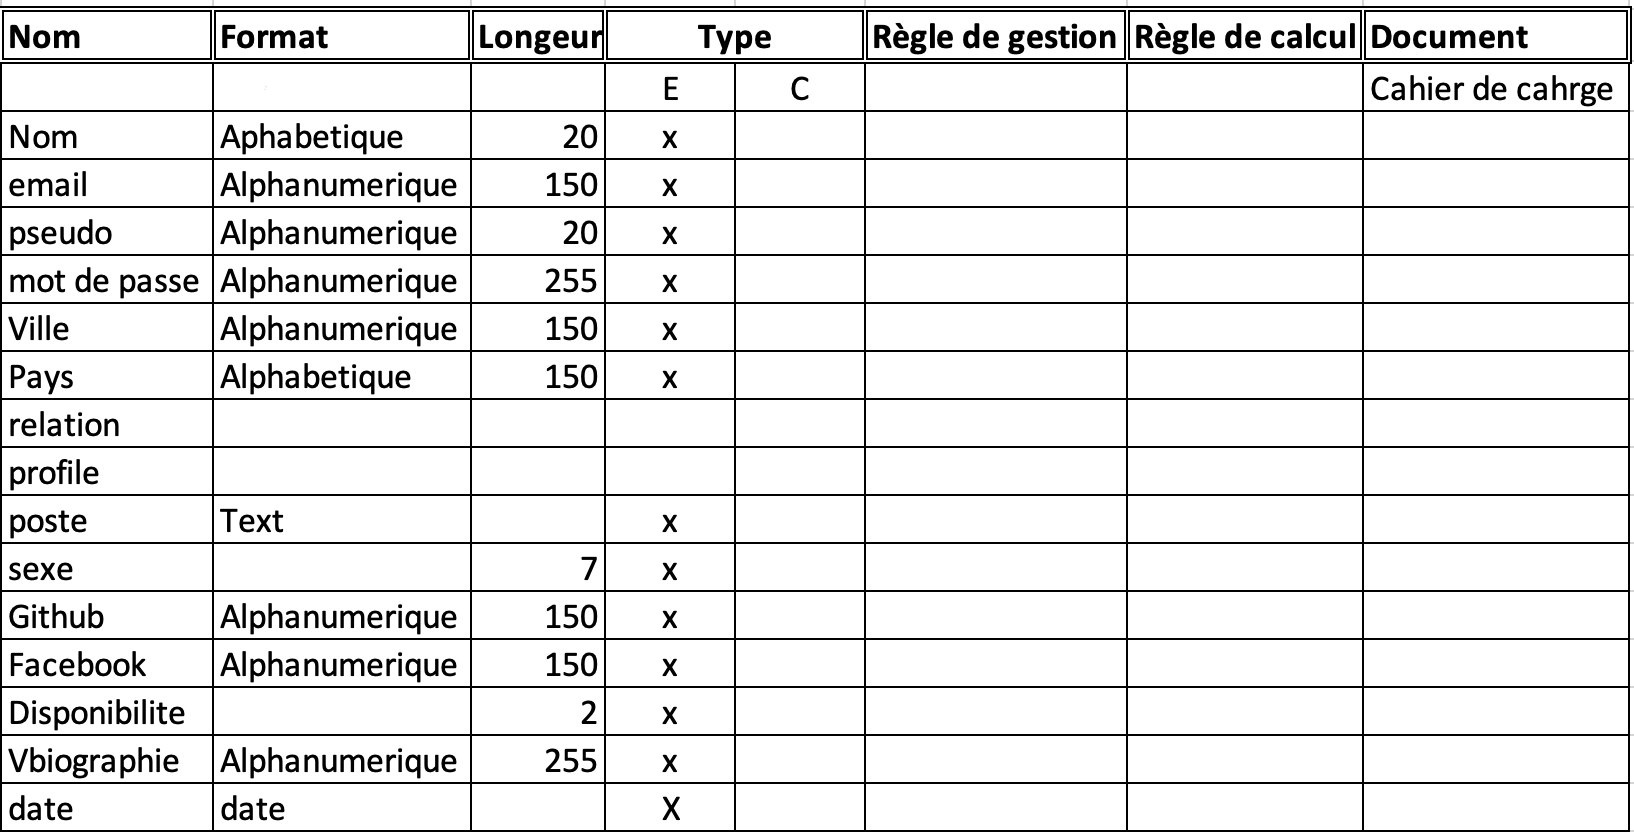 Nom Format Longeur Type Règle de gestion Règle de calcul Document
E C Cahier de cahrge
Nom Aphabetique 20 x
email Alphanumerique 150 x
pseudo Alphanumerique 20 x
mot de passe Alphanumerique 255 x
Ville Alphanumerique 150 x
Pays Alphabetique 150 x
relation
profile
poste Text x
sexe 7 x
Github Alphanumerique 150 x
Facebook Alphanumerique 150 x
Disponibilite 2 x
Vbiographie Alphanumerique 255 x
date date X